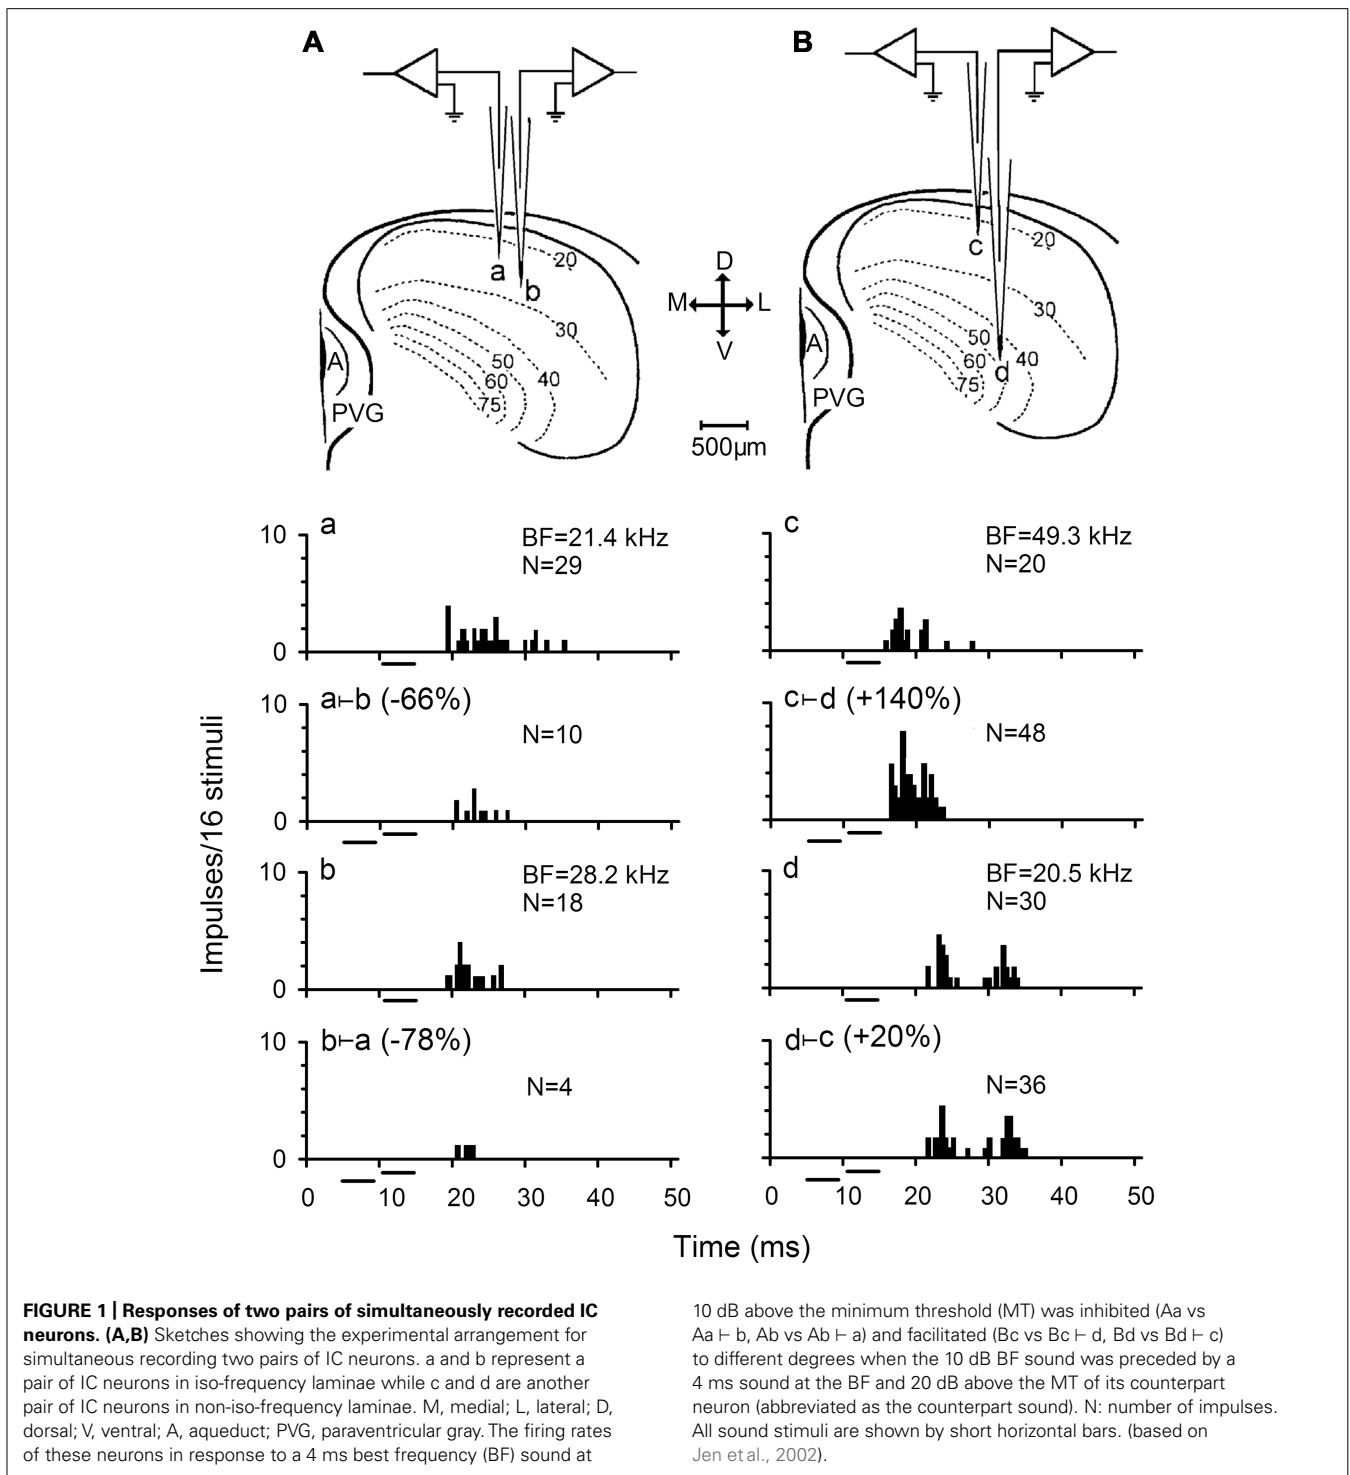 A
B
20
a
b
30
50
40
60
75
A
PVG
D
M
L
V
500µm
c
20
30
50
40
60
d
75
A
PVG
Impulses/16 stimuli
a
10
0
BF=21.4 kHz
N=29
a⊢b (-66%)
10
0
N=10
b
10
0
BF=28.2 kHz
N=18
b⊢a (-78%)
10
0
N=4
0 10 20 30 40 50
c
BF=49.3 kHz
N=20
c⊢d (+140%)
N=48
d
BF=20.5 kHz
N=30
d⊢c (+20%)
N=36
0 10 20 30 40 50
Time (ms)
FIGURE 1 | Responses of two pairs of simultaneously recorded IC
neurons. (A,B) Sketches showing the experimental arrangement for
simultaneous recording two pairs of IC neurons. a and b represent a
pair of IC neurons in iso-frequency laminae while c and d are another
pair of IC neurons in non-iso-frequency laminae. M, medial; L, lateral; D,
dorsal; V, ventral; A, aqueduct; PVG, paraventricular gray. The firing rates
of these neurons in response to a 4 ms best frequency (BF) sound at
10 dB above the minimum threshold (MT) was inhibited (Aa vs
Aa ⊢ b, Ab vs Ab ⊢ a) and facilitated (Bc vs Bc ⊢ d, Bd vs Bd ⊢ c)
to different degrees when the 10 dB BF sound was preceded by a
4 ms sound at the BF and 20 dB above the MT of its counterpart
neuron (abbreviated as the counterpart sound). N: number of impulses.
All sound stimuli are shown by short horizontal bars. (based on
Jen et al., 2002).